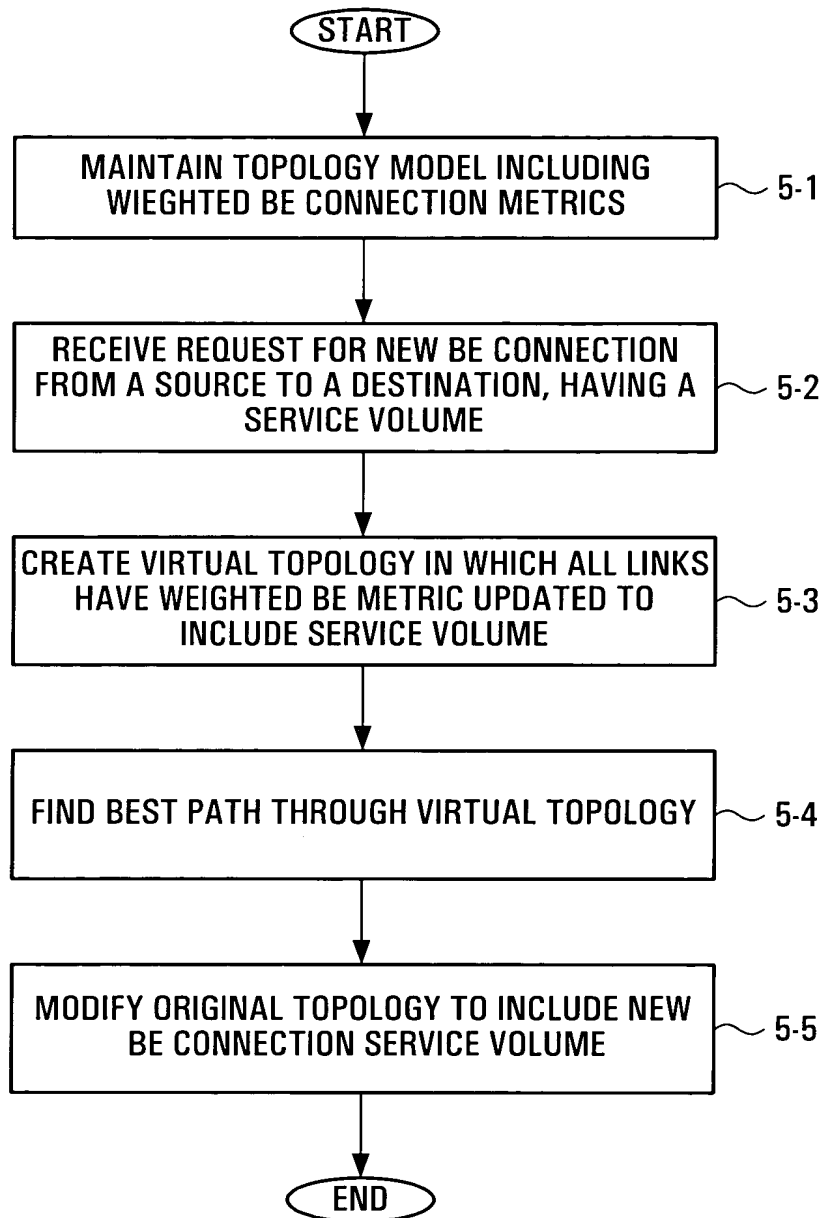 START
MAINTAIN TOPOLOGY MODEL INCLUDING
WIEGHTED BE CONNECTION METRICS
5-1
RECEIVE REQUEST FOR NEW BE CONNECTION
FROM A SOURCE TO A DESTINATION, HAVING A
SERVICE VOLUME
5-2
CREATE VIRTUAL TOPOLOGY IN WHICH ALL LINKS
HAVE WEIGHTED BE METRIC UPDATED TO
INCLUDE SERVICE VOLUME
5-3
FIND BEST PATH THROUGH VIRTUAL TOPOLOGY
5-4
MODIFY ORIGINAL TOPOLOGY TO INCLUDE NEW
BE CONNECTION SERVICE VOLUME
5-5
END